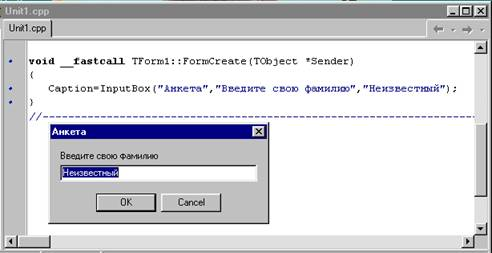 Unit1.cpp
Unit1.cpp
void __fastcall TForm1::FormCreate(TObject *Sender)
{
Caption=InputBox("Анкета","Введите свою фамилию","Неизвестный");
}
//---------------------------------------------------------------------------
Анкета
Введите свою фамилию
Неизвестный
OK
Cancel